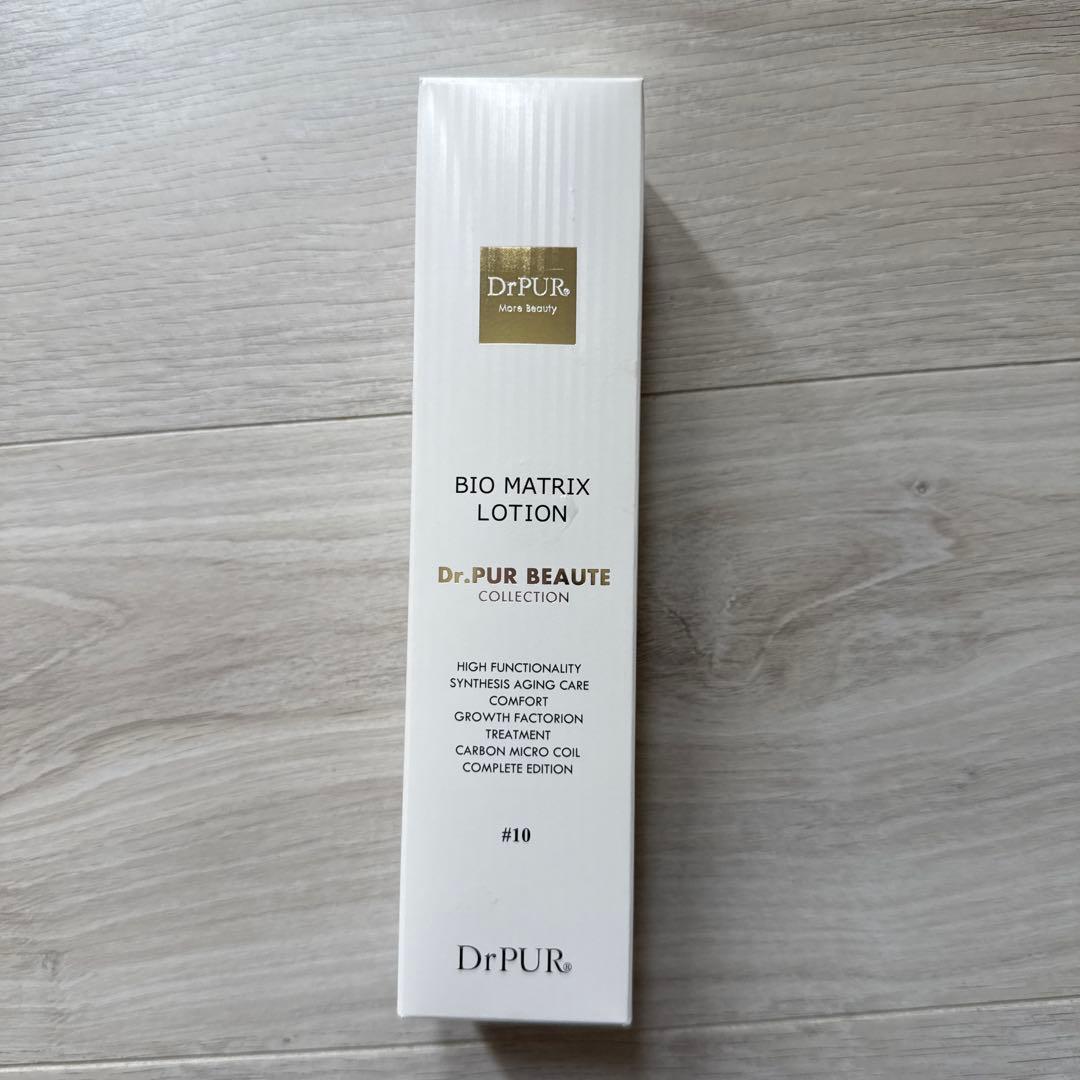 DrPUR®
More Beauty
BIO MATRIX
LOTION
Dr.PUR BEAUTE
COLLECTION
HIGH FUNCTIONALITY
SYNTHESIS AGING CARE
COMFORT
GROWTH FACTORION
TREATMENT
CARBON MICRO COIL
COMPLETE EDITION
#10
DrPUR®